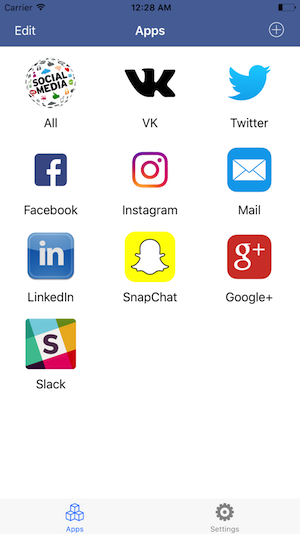 Carrier 12:28 AM
Edit Apps
SOCIAL
MEDIA
All VK Twitter
f
Facebook Instagram Mail
in g+
LinkedIn SnapChat Google+
S
Slack
Apps Settings